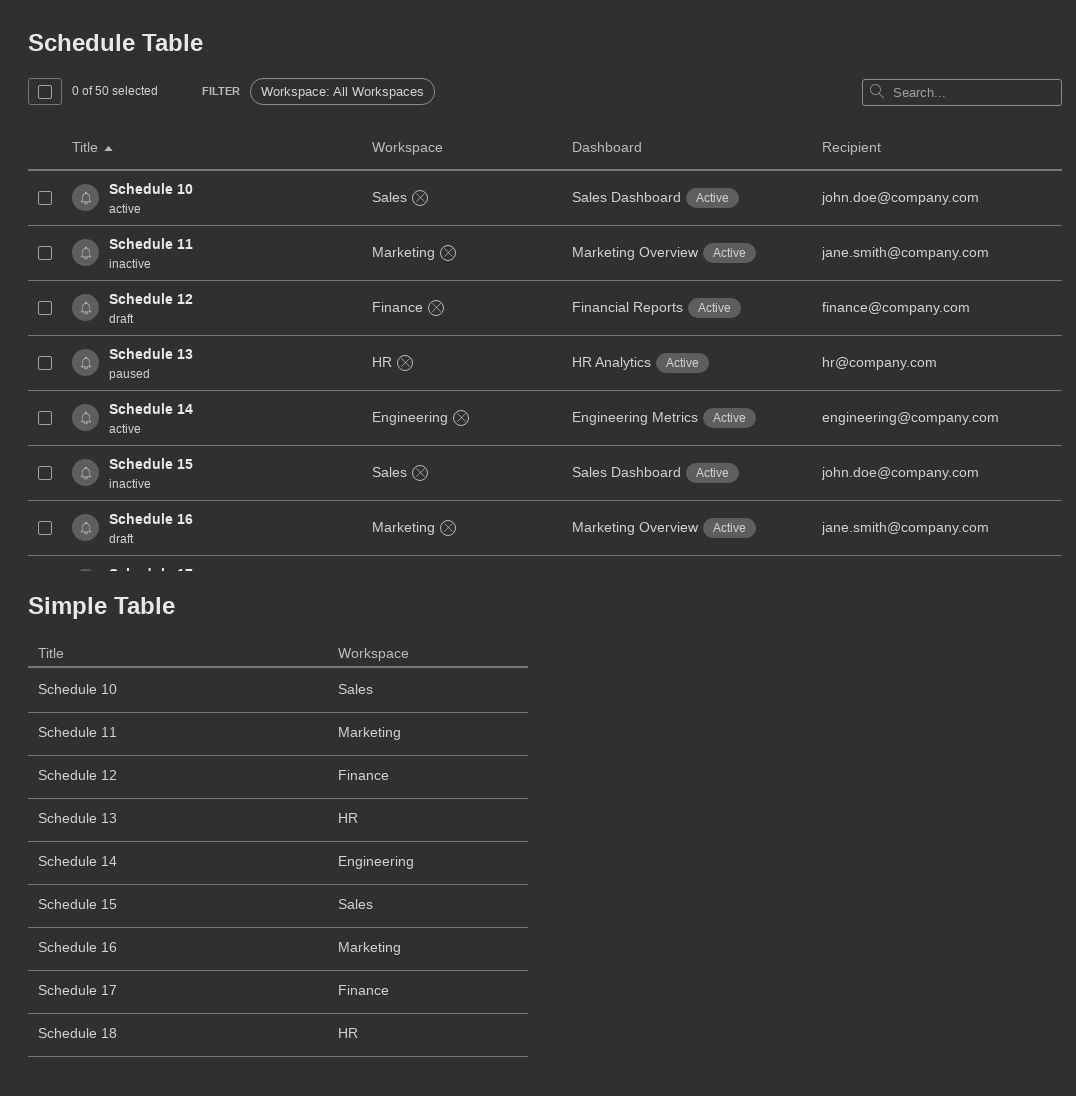 Schedule Table
0 of 50 selected FILTER Workspace: All Workspaces Search...
Title Workspace Dashboard Recipient
Schedule 10
active
Sales Sales Dashboard Active john.doe@company.com
Schedule 11
inactive
Marketing Marketing Overview Active jane.smith@company.com
Schedule 12
draft
Finance Financial Reports Active finance@company.com
Schedule 13
paused
HR HR Analytics Active hr@company.com
Schedule 14
active
Engineering Engineering Metrics Active engineering@company.com
Schedule 15
inactive
Sales Sales Dashboard Active john.doe@company.com
Schedule 16
draft
Marketing Marketing Overview Active jane.smith@company.com
Simple Table
Title Workspace
Schedule 10 Sales
Schedule 11 Marketing
Schedule 12 Finance
Schedule 13 HR
Schedule 14 Engineering
Schedule 15 Sales
Schedule 16 Marketing
Schedule 17 Finance
Schedule 18 HR